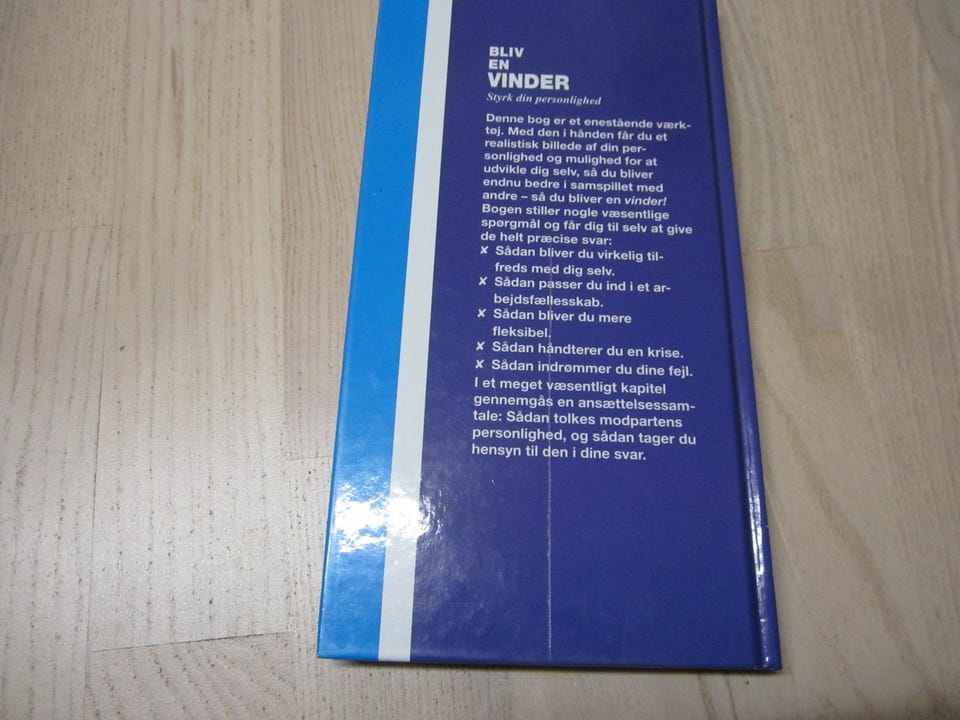 BLIV
EN
VINDER
Styrk din personlighed
Denne bog er et enestående værk-
tøj. Med den i hånden får du et
realistisk billede af din per-
sonlighed og mulighed for at
udvikle dig selv, så du bliver
endnu bedre i samspillet med
andre – så du bliver en vinder!
Bogen stiller nogle væsentlige
spørgmål og får dig til selv at give
de helt præcise svar:
✘ Sådan bliver du virkelig til-
freds med dig selv.
✘ Sådan passer du ind i et ar-
bejdsfællesskab.
✘ Sådan bliver du mere
fleksibel.
✘ Sådan håndterer du en krise.
✘ Sådan indrømmer du dine fejl.
I et meget væsentligt kapitel
gennemgås en ansættelsessam-
tale: Sådan tolkes modpartens
personlighed, og sådan tager du
hensyn til den i dine svar.